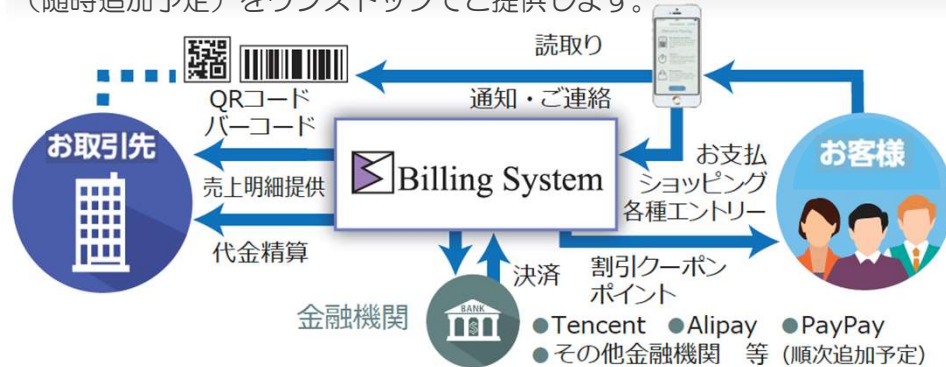 （随時追加予定）をワンストップでご提供します。
読取り
QRコード
バーコード
通知・ご連絡
お取引先
Billing System
お支払
ショッピング
各種エントリー
お客様
売上明細提供
代金精算
決済
割引クーポン
ポイント
金融機関
BANK
●Tencent ●Alipay ●PayPay
●その他金融機関 等 (順次追加予定)